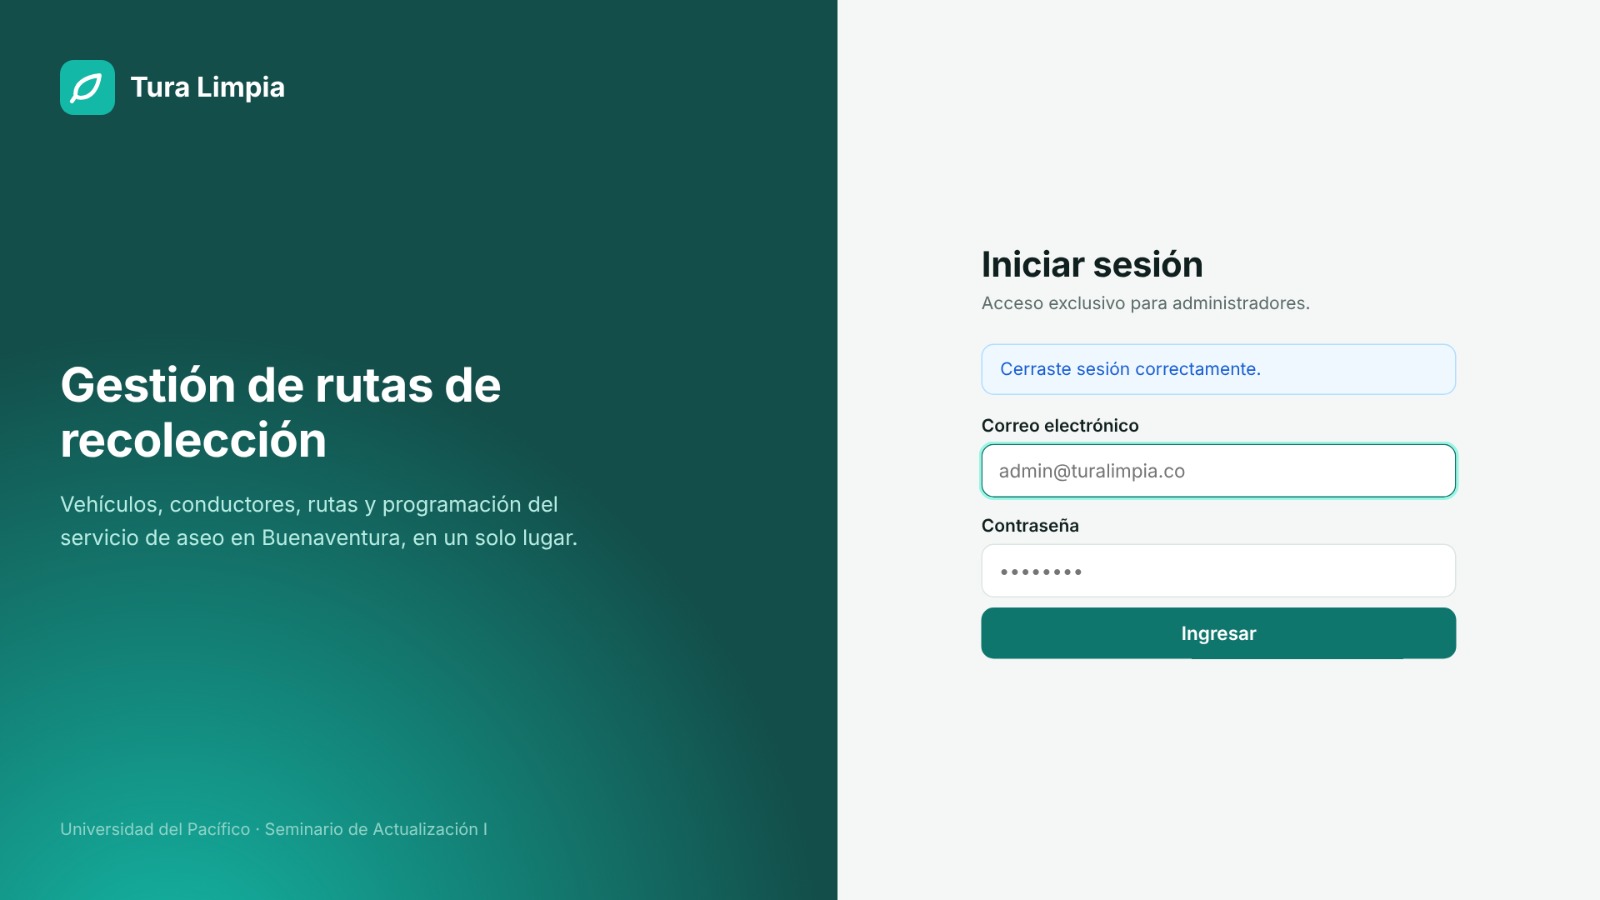 Tura Limpia
Gestión de rutas de
recolección
Vehículos, conductores, rutas y programación del
servicio de aseo en Buenaventura, en un solo lugar.
Universidad del Pacífico · Seminario de Actualización I
Iniciar sesión
Acceso exclusivo para administradores.
Cerraste sesión correctamente.
Correo electrónico
admin@turalimpia.co
Contraseña
••••••••
Ingresar